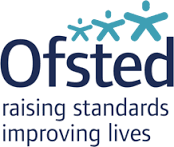 Ofsted
raising standards
improving lives